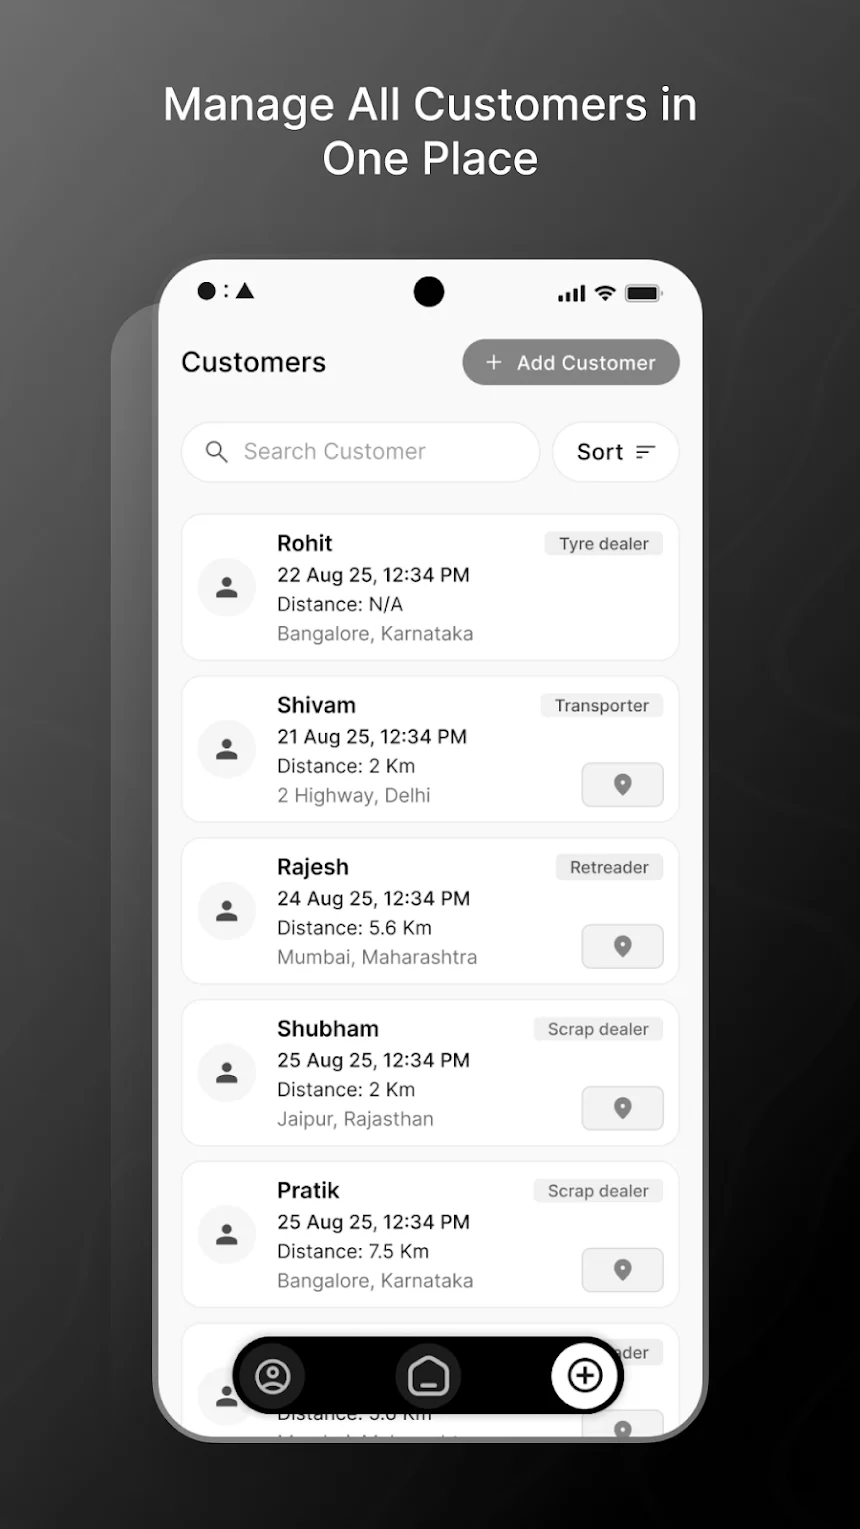 Manage All Customers in
One Place
Customers
+ Add Customer
Search Customer
Sort
Rohit
Tyre dealer
22 Aug 25, 12:34 PM
Distance: N/A
Bangalore, Karnataka
Shivam
Transporter
21 Aug 25, 12:34 PM
Distance: 2 Km
2 Highway, Delhi
Rajesh
Retreader
24 Aug 25, 12:34 PM
Distance: 5.6 Km
Mumbai, Maharashtra
Shubham
Scrap dealer
25 Aug 25, 12:34 PM
Distance: 2 Km
Jaipur, Rajasthan
Pratik
Scrap dealer
25 Aug 25, 12:34 PM
Distance: 7.5 Km
Bangalore, Karnataka
Distance: 5.6 Km